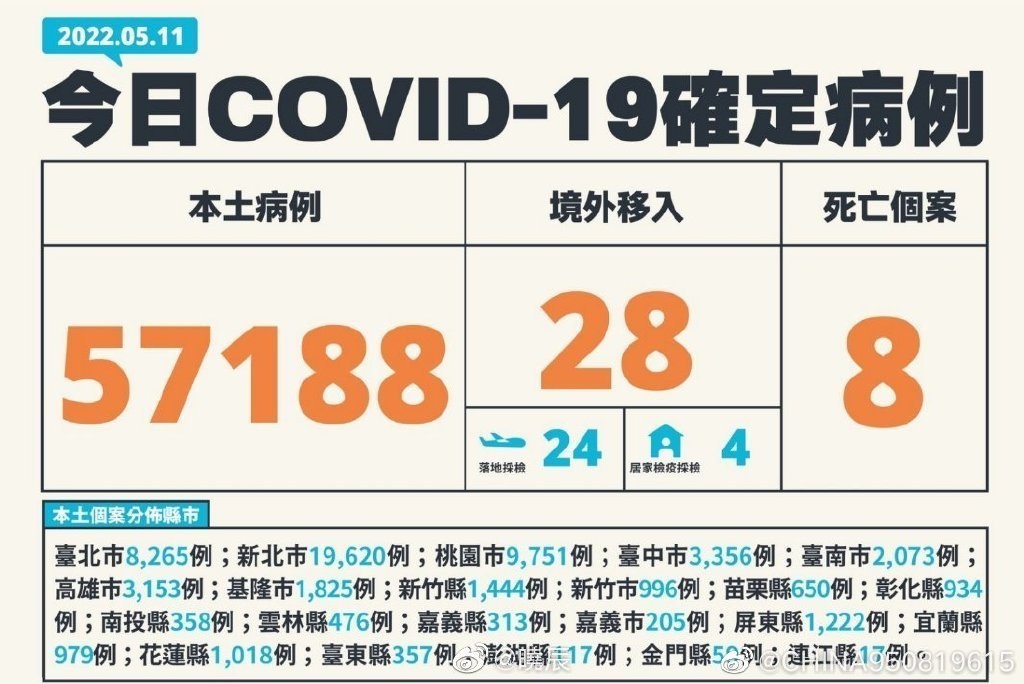 2022.05.11
今日COVID-19確定病例
本土病例
境外移入
死亡個案
57188
28
8
落地採檢
24
居家檢疫採檢
4
本土個案分佈縣市
臺北市8,265例；新北市19,620例；桃園市9,751例；臺中市3,356例；臺南市2,073例；
高雄市3,153例；基隆市1,825例；新竹縣1,444例；新竹市996例；苗栗縣650例；彰化縣934
例；南投縣358例；雲林縣476例；嘉義縣313例；嘉義市205例；屏東縣1,222例；宜蘭縣
979例；花蓮縣1,018例；臺東縣357例 澎湖縣 17例；金門縣5 例；連江縣17例。
@曉辰
@CHINA950819615